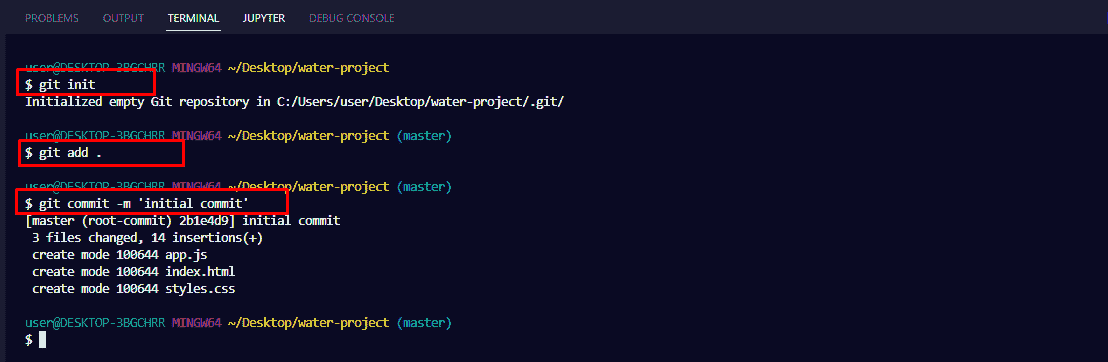 PROBLEMS OUTPUT TERMINAL JUPYTER DEBUG CONSOLE
user@DESKTOP-3BGCHRR MINGW64 ~/Desktop/water-project
$ git init
Initialized empty Git repository in C:/Users/user/Desktop/water-project/.git/
user@DESKTOP-3BGCHRR MINGW64 ~/Desktop/water-project (master)
$ git add .
user@DESKTOP-3BGCHRR MINGW64 ~/Desktop/water-project (master)
$ git commit -m 'initial commit'
[master (root-commit) 2b1e4d9] initial commit
3 files changed, 14 insertions(+)
create mode 100644 app.js
create mode 100644 index.html
create mode 100644 styles.css
user@DESKTOP-3BGCHRR MINGW64 ~/Desktop/water-project (master)
$